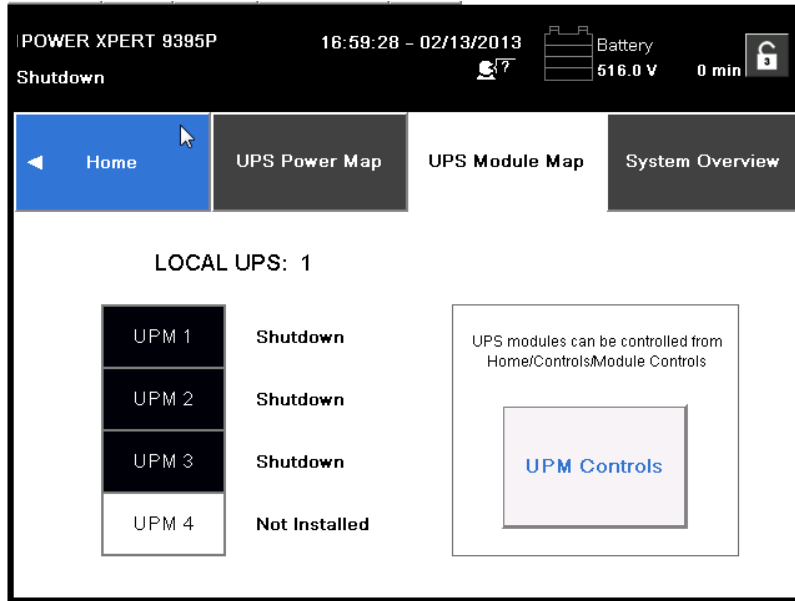 POWER XPERT 9395P
16:59:28 - 02/13/2013
Battery
Shutdown
?
516.0 V
0 min
3
Home
UPS Power Map
UPS Module Map
System Overview
LOCAL UPS: 1
UPM 1
Shutdown
UPM 2
Shutdown
UPM 3
Shutdown
UPM 4
Not Installed
UPS modules can be controlled from
Home/Controls/Module Controls
UPM Controls